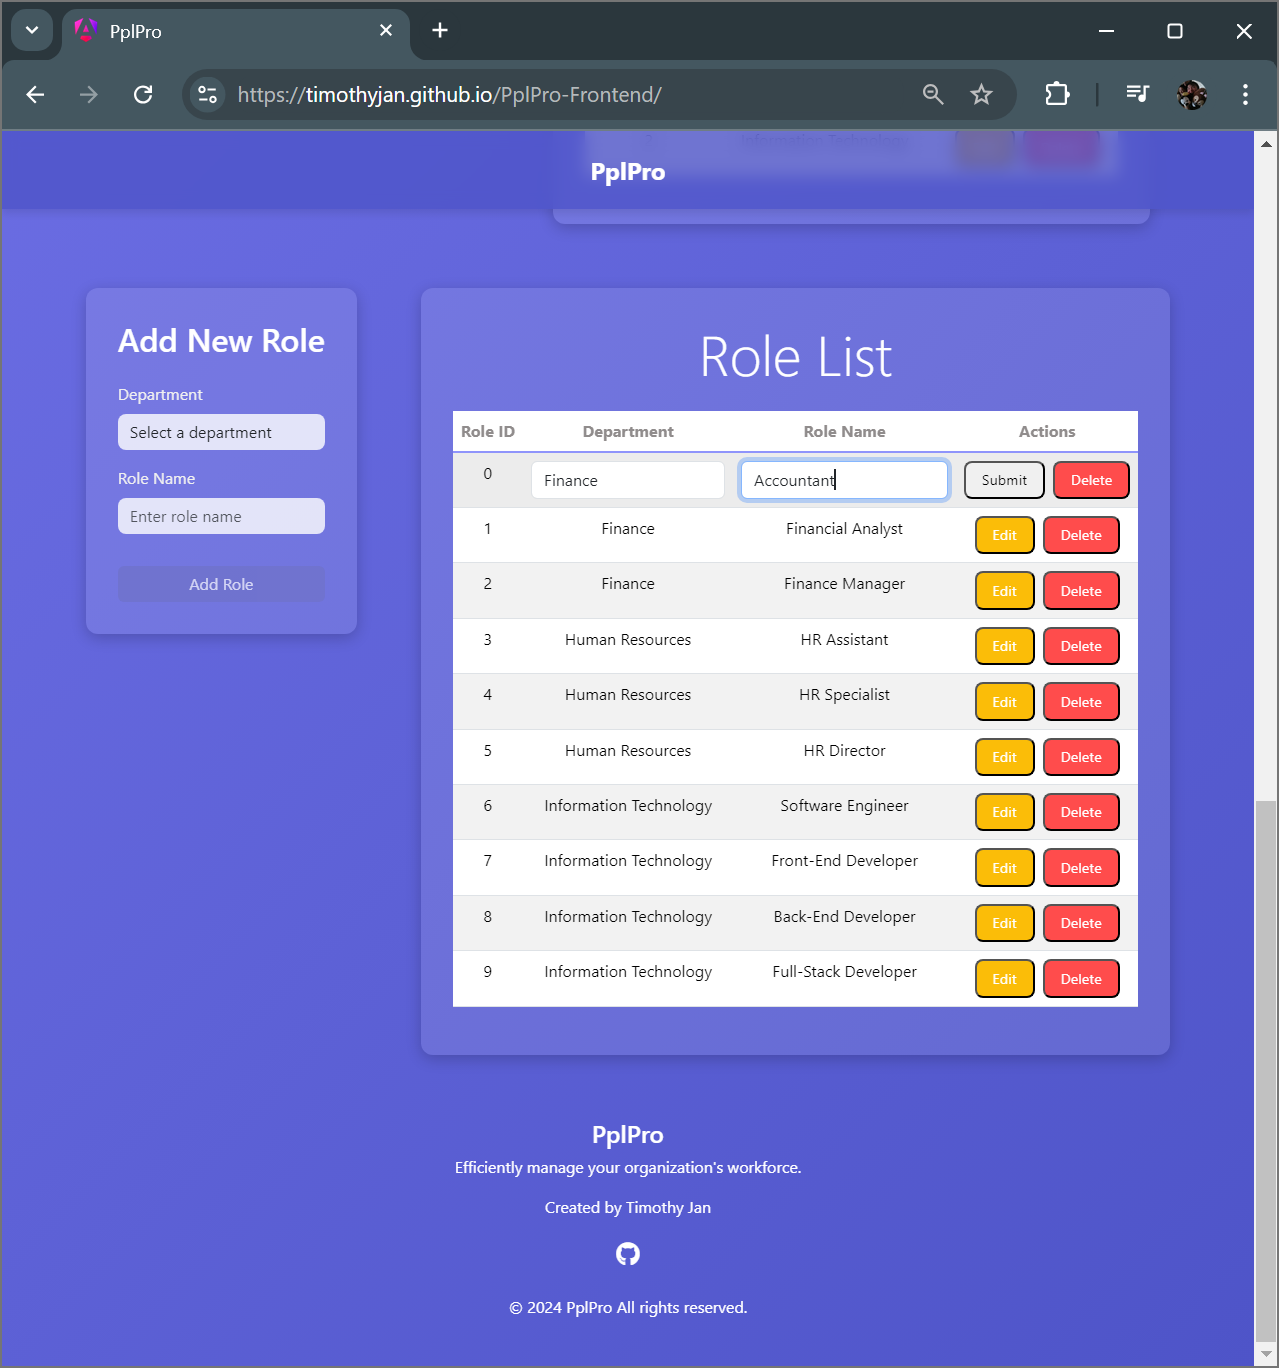 PplPro
https://timothyjan.github.io/PplPro-Frontend/
2 Information Technology
PplPro
Add New Role
Department
Select a department
Role Name
Enter role name
Add Role
Role List
Role ID Department Role Name Actions
0 Finance Accountant Submit Delete
1 Finance Financial Analyst Edit Delete
2 Finance Finance Manager Edit Delete
3 Human Resources HR Assistant Edit Delete
4 Human Resources HR Specialist Edit Delete
5 Human Resources HR Director Edit Delete
6 Information Technology Software Engineer Edit Delete
7 Information Technology Front-End Developer Edit Delete
8 Information Technology Back-End Developer Edit Delete
9 Information Technology Full-Stack Developer Edit Delete
PplPro
Efficiently manage your organization's workforce.
Created by Timothy Jan
© 2024 PplPro All rights reserved.